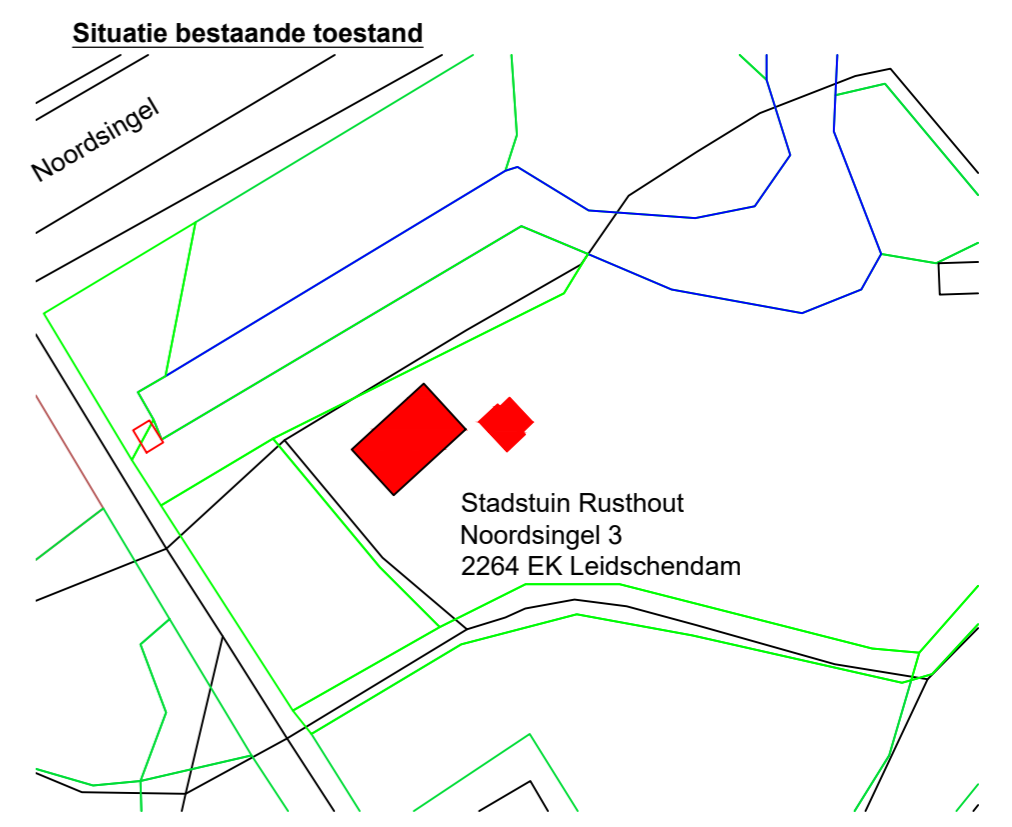 Situatie bestaande toestand
Noordsingel
Stadstuin Rusthout
Noordsingel 3
2264 EK Leidschendam